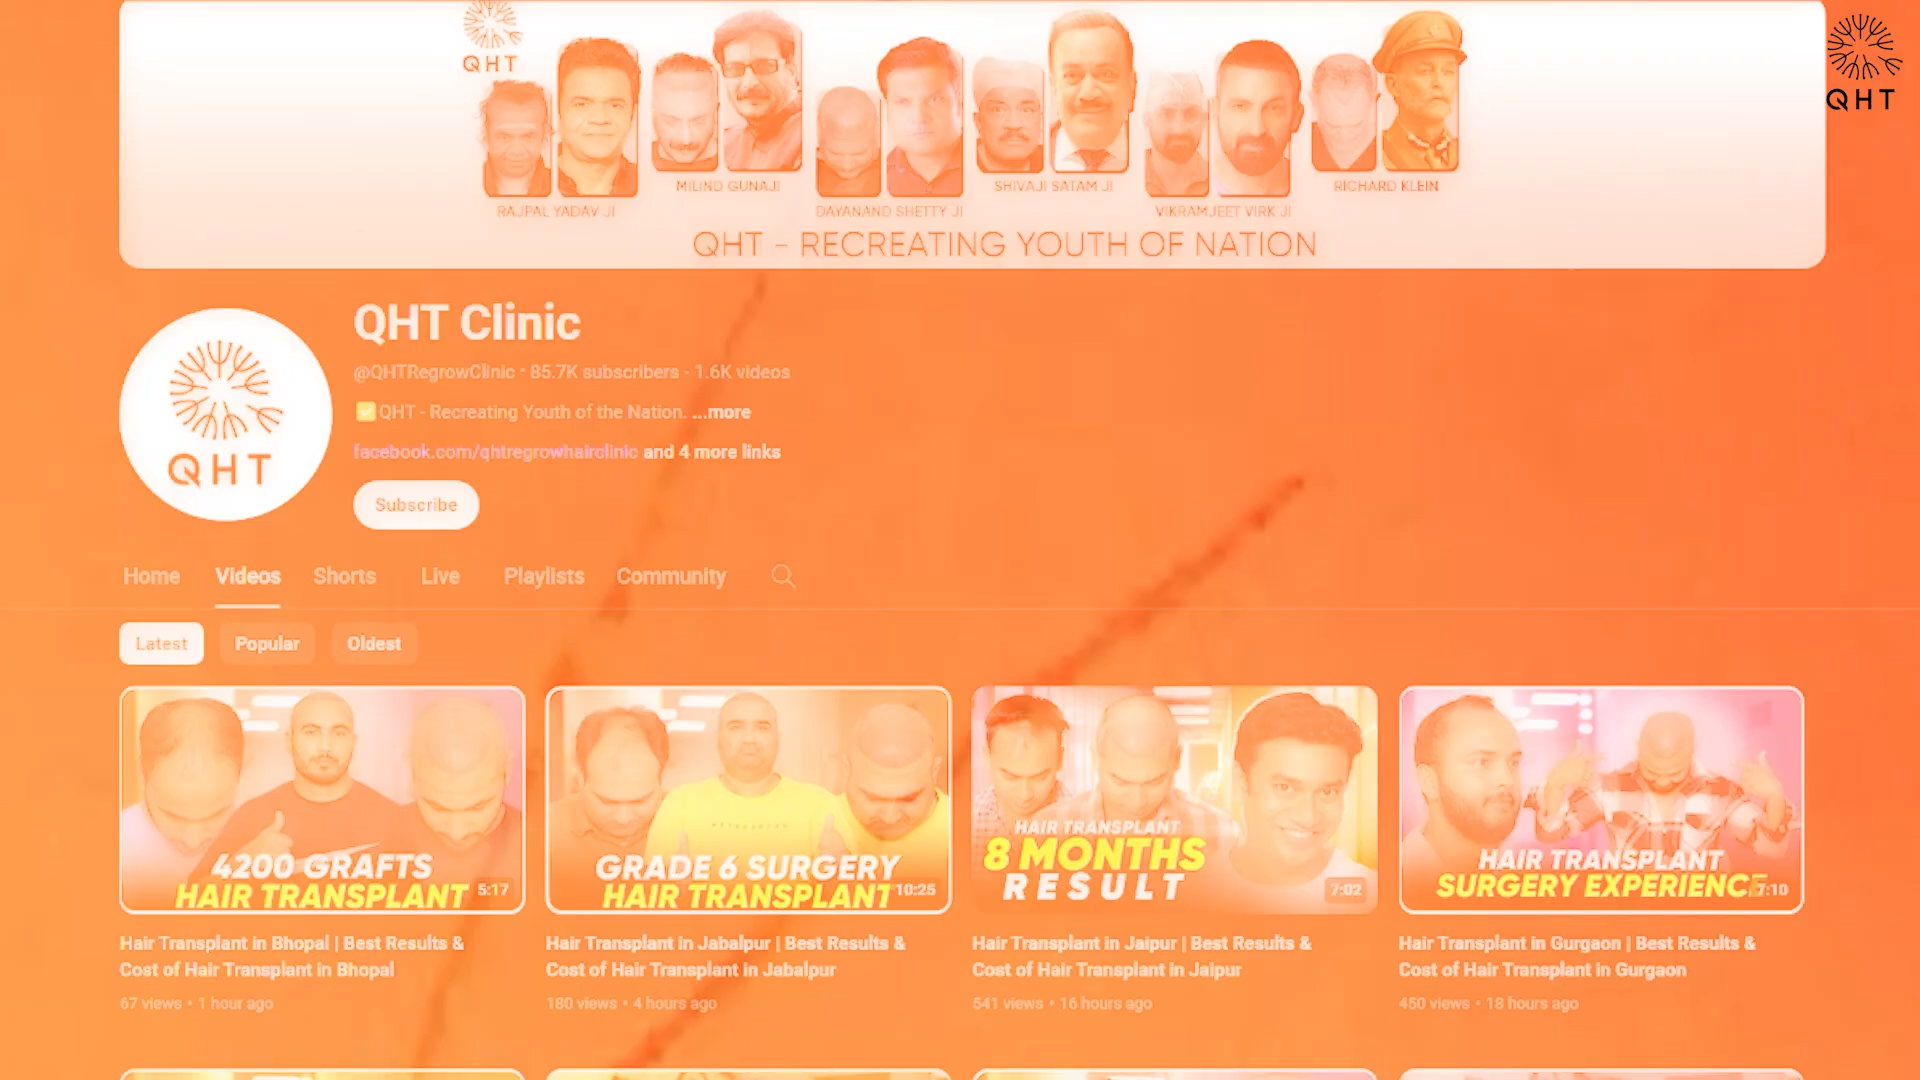 QHT
QHT
RAJPAL YADAV JI
MILIND GUNAJI
DAYANAND SHETTY JI
SHIVAJI SATAM JI
VIKRAMJEET VIRK JI
RICHARD KLEIN
QHT - RECREATING YOUTH OF NATION
QHT
QHT Clinic
@QHTRegrowClinic • 85.7K subscribers • 1.6K videos
✅QHT - Recreating Youth of the Nation. ...more
facebook.com/qhtregrowhairclinic and 4 more links
Subscribe
Home Videos Shorts Live Playlists Community
Latest Popular Oldest
4200 GRAFTS
HAIR TRANSPLANT
5:17
GRADE 6 SURGERY
HAIR TRANSPLANT
10:25
HAIR TRANSPLANT
8 MONTHS
RESULT
7:02
HAIR TRANSPLANT
SURGERY EXPERIENCE
7:10
Hair Transplant in Bhopal | Best Results &
Cost of Hair Transplant in Bhopal
67 views • 1 hour ago
Hair Transplant in Jabalpur | Best Results &
Cost of Hair Transplant in Jabalpur
180 views • 4 hours ago
Hair Transplant in Jaipur | Best Results &
Cost of Hair Transplant in Jaipur
541 views • 16 hours ago
Hair Transplant in Gurgaon | Best Results &
Cost of Hair Transplant in Gurgaon
450 views • 18 hours ago